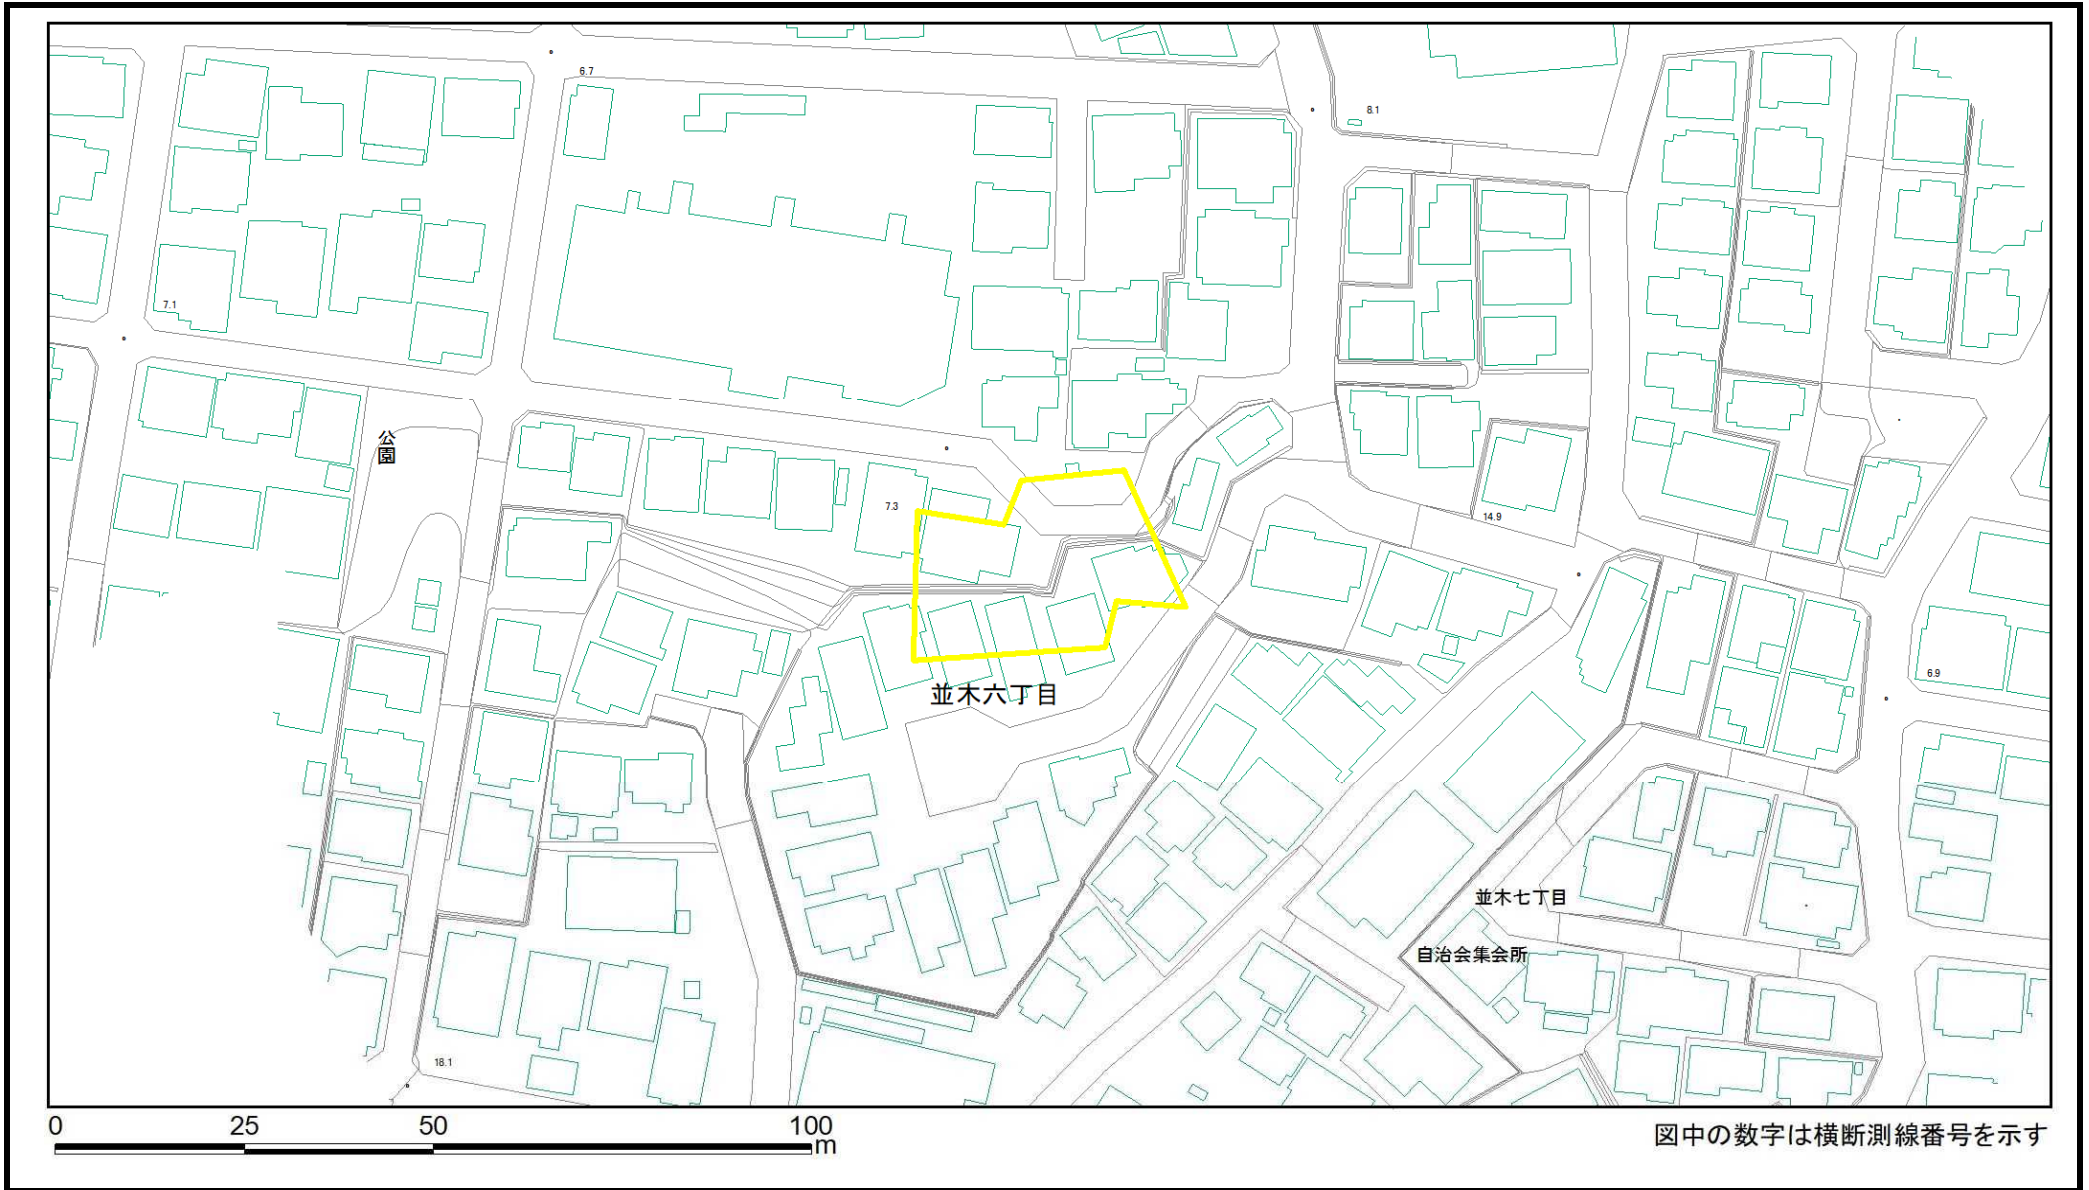 6.7
8.1
7.1
公園
7.3
14.9
並木六丁目
6.9
並木七丁目
自治会集会所
18.1
0 25 50 100
m
図中の数字は横断測線番号を示す